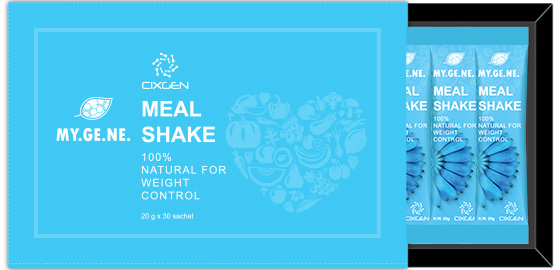 CIXGEN
MY.GE.NE.
MEAL
SHAKE
100%
NATURAL FOR
WEIGHT
CONTROL
20 g x 30 sachet
MY.GE.NE.
MEAL
SHAKE
100%
NATURAL FOR
WEIGHT
CONTROL
CIXGEN
MY.GE.NE.
MEAL
SHAKE
100%
NATURAL FOR
WEIGHT
CONTROL
CIXGEN